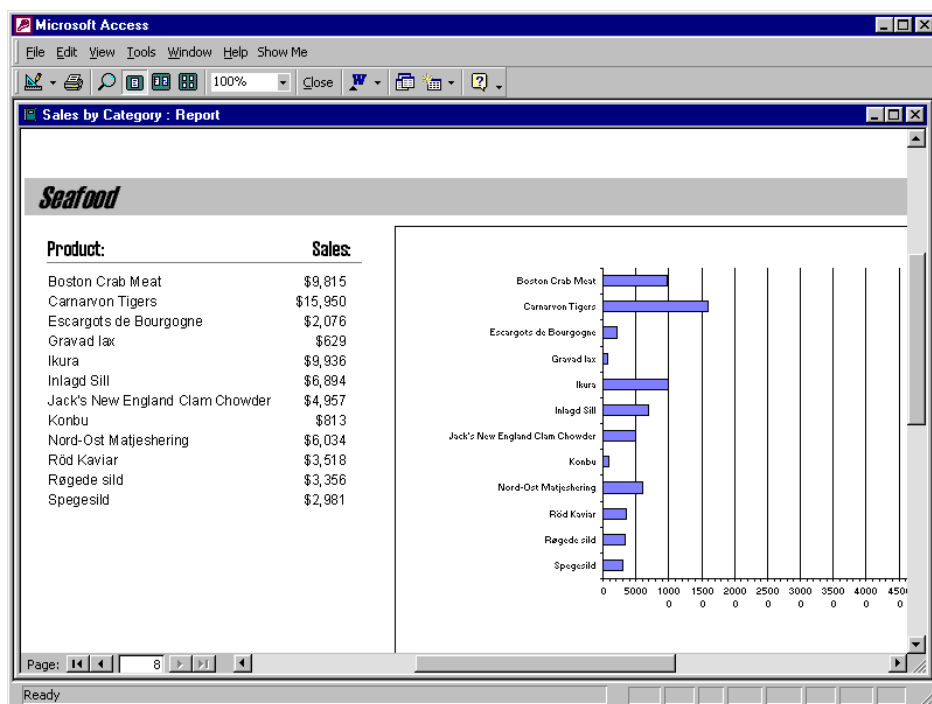 Microsoft Access
File Edit View Tools Window Help Show Me
100% Close W
Sales by Category : Report
Seafood
Product: Sales:
Boston Crab Meat $9,815
Carnarvon Tigers $15,950
Escargots de Bourgogne $2,076
Gravad lax $629
Ikura $9,936
Inlagd Sill $6,894
Jack's New England Clam Chowder $4,957
Konbu $813
Nord-Ost Matjeshering $6,034
Röd Kaviar $3,518
Røgede sild $3,356
Spegesild $2,981
Boston Crab Meat
Carnarvon Tigers
Escargots de Bourgogne
Gravad lax
Ikura
Inlagd Sill
Jack's New England Clam Chowder
Konbu
Nord-Ost Matjeshering
Röd Kaviar
Røgede sild
Spegesild
0 5000 1000 1500 2000 2500 3000 3500 4000 4500
0 0 0 0 0 0 0 0
Page: 8
Ready